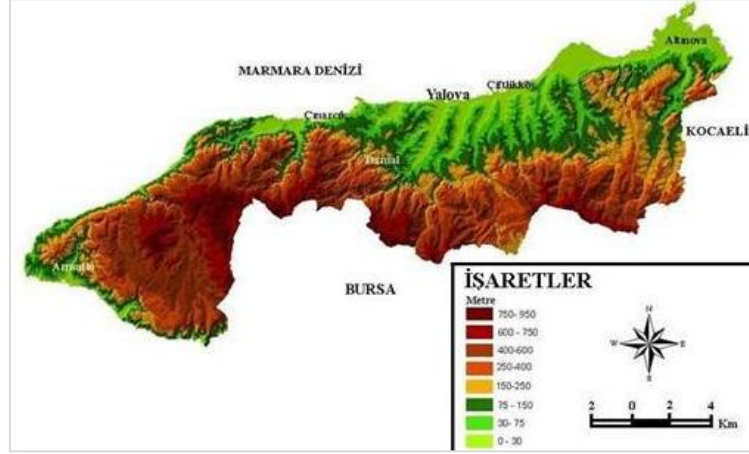 Altınova
MARMARA DENİZİ
Yalova
Çiftlikköy
Çınarcık
KOCAELİ
Termal
Armutlu
BURSA
İŞARETLER
Metre
750- 950
600 - 750
400-600
250-400
150-250
75 - 150
30- 75
0 - 30
N
W E
S
2 0 2 4
Km